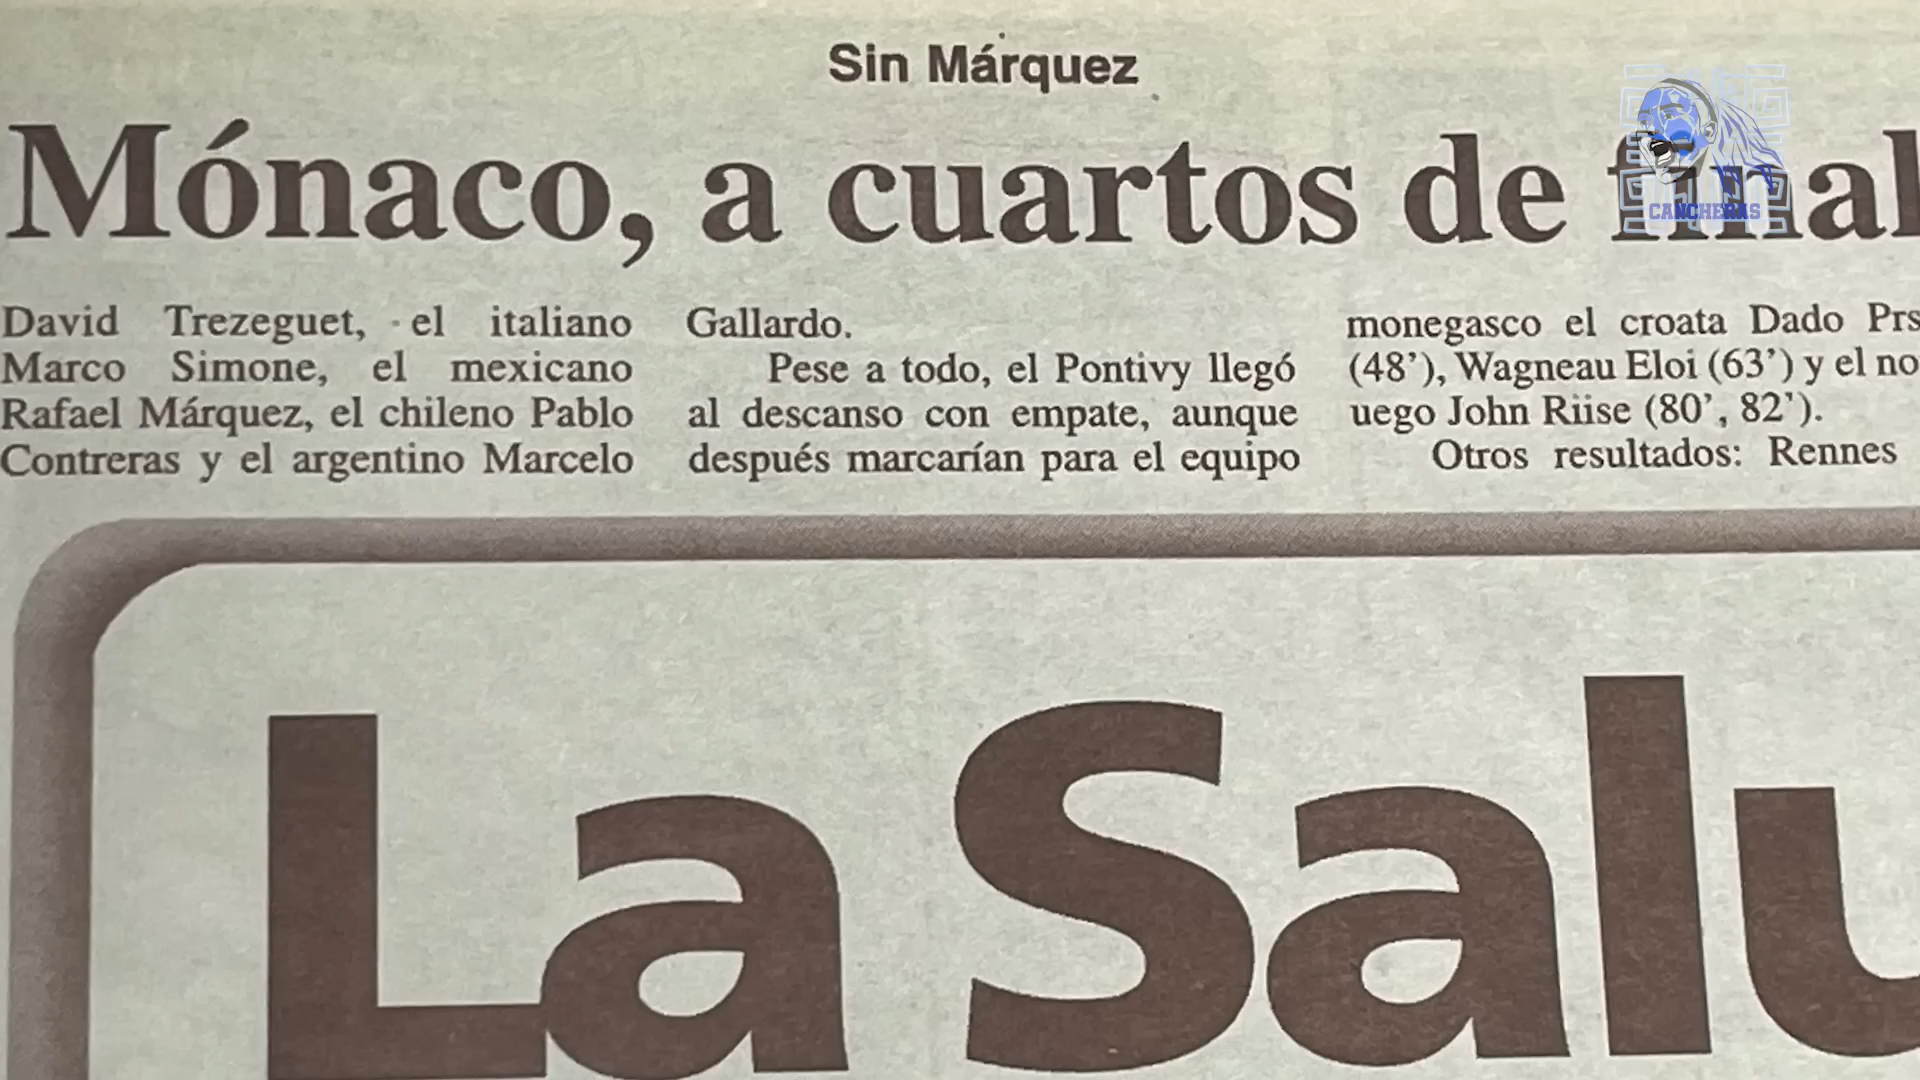 Sin Márquez
Mónaco, a cuartos de final
CANCHERAS
David Trezeguet, el italiano
Marco Simone, el mexicano
Rafael Márquez, el chileno Pablo
Contreras y el argentino Marcelo
Gallardo.
Pese a todo, el Pontivy llegó
al descanso con empate, aunque
después marcarían para el equipo
monegasco el croata Dado Prs
(48’), Wagneau Eloi (63’) y el no
uego John Riise (80’, 82’).
Otros resultados: Rennes
La Salu